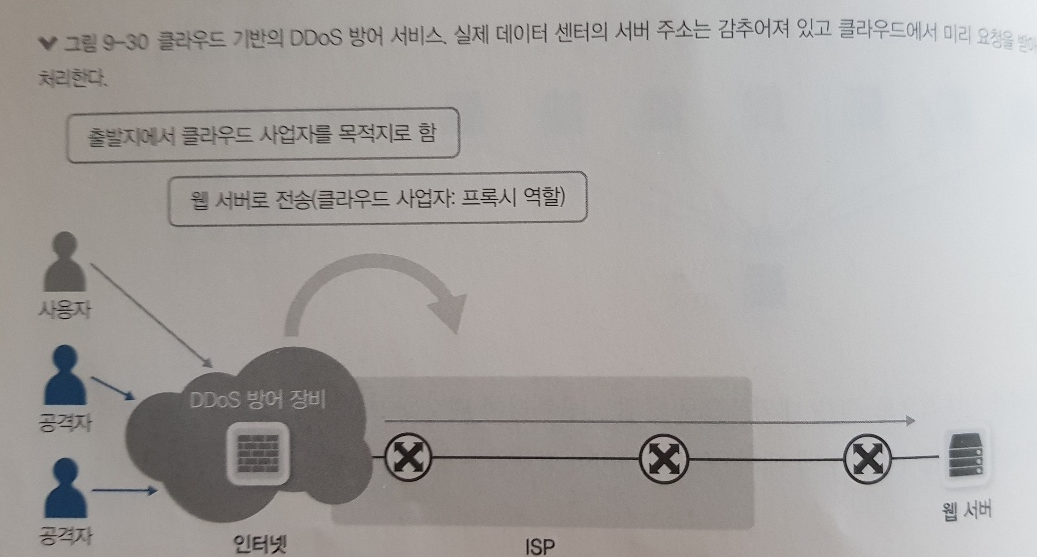 그림 9-30 클라우드 기반의 DDoS 방어 서비스. 실제 데이터 센터의 서버 주소는 감추어져 있고 클라우드에서 미리 요청을 받아
처리한다.
출발지에서 클라우드 사업자를 목적지로 함
웹 서버로 전송(클라우드 사업자: 프록시 역할)
사용자
DDoS 방어 장비
공격자
공격자
웹 서버
인터넷
ISP